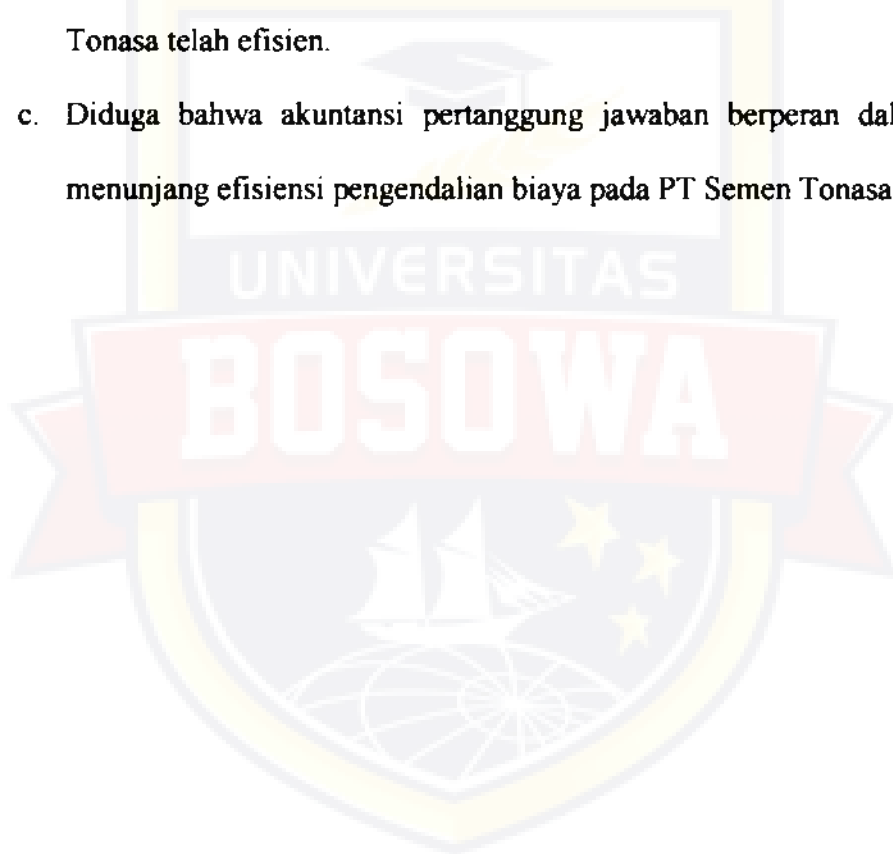 Tonasa telah efisien.
c. Diduga bahwa akuntansi pertanggung jawaban berperan dal
menunjang efisiensi pengendalian biaya pada PT Semen Tonasa
UNIVERSITAS
BOSOWA